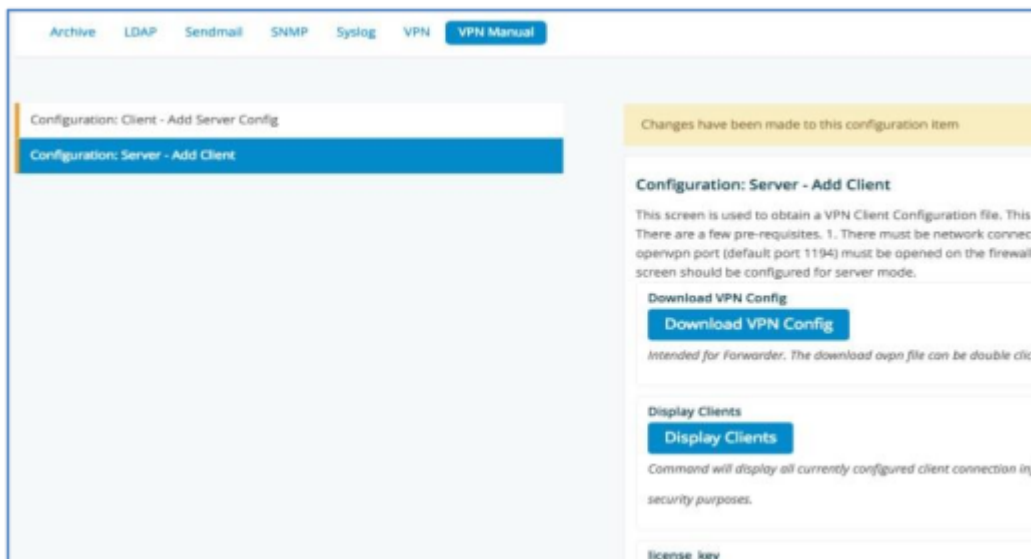 Archive LDAP Sendmail SNMP Syslog VPN VPN Manual
Configuration: Client - Add Server Config
Configuration: Server - Add Client
Changes have been made to this configuration item
Configuration: Server - Add Client
This screen is used to obtain a VPN Client Configuration file. This
There are a few pre-requisites. 1. There must be network connec
openvpn port (default port 1194) must be opened on the firewall
screen should be configured for server mode.
Download VPN Config
Download VPN Config
Intended for Forwarder. The download ovpn file can be double clic
Display Clients
Display Clients
Command will display all currently configured client connection in
security purposes.
license_key